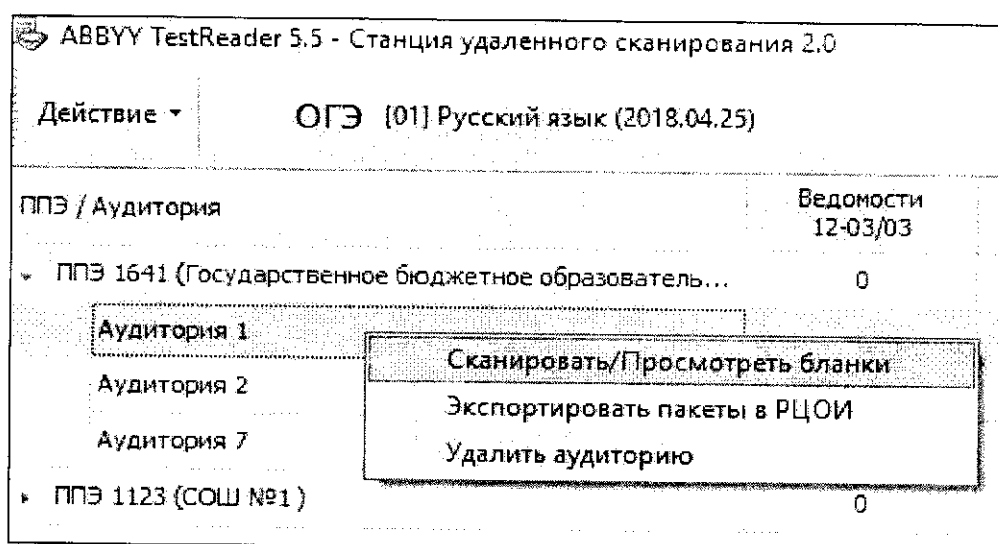 ABBYY TestReader 5.5 - Станция удаленного сканирования 2.0
Действие ОГЭ [01] Русский язык (2018.04.25)
ППЭ / Аудитория Ведомости
12-03/03
ППЭ 1641 (Государственное бюджетное образователь... 0
Аудитория 1
Сканировать/Просмотреть бланки
Аудитория 2
Экспортировать пакеты в РЦОИ
Аудитория 7
Удалить аудиторию
ППЭ 1123 (СОШ №1 ) 0